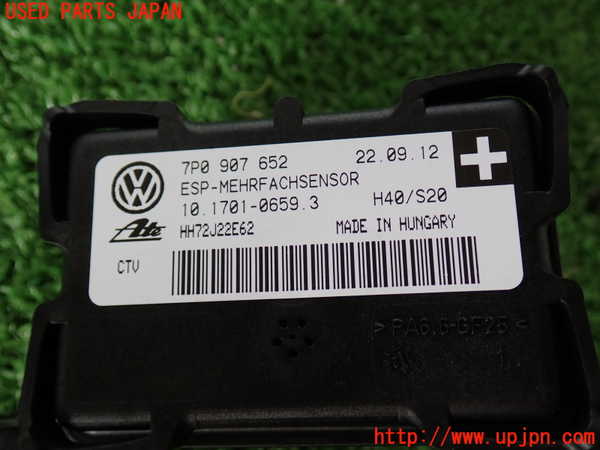 USED PARTS JAPAN
7P0 907 652 22.09.12
ESP-MEHRFACHSENSOR
10.1701-0659.3 H40/S20
Ate HH72J22E62 MADE IN HUNGARY
CTV
>PA6.6-GF25<
http://www.upjpn.com/